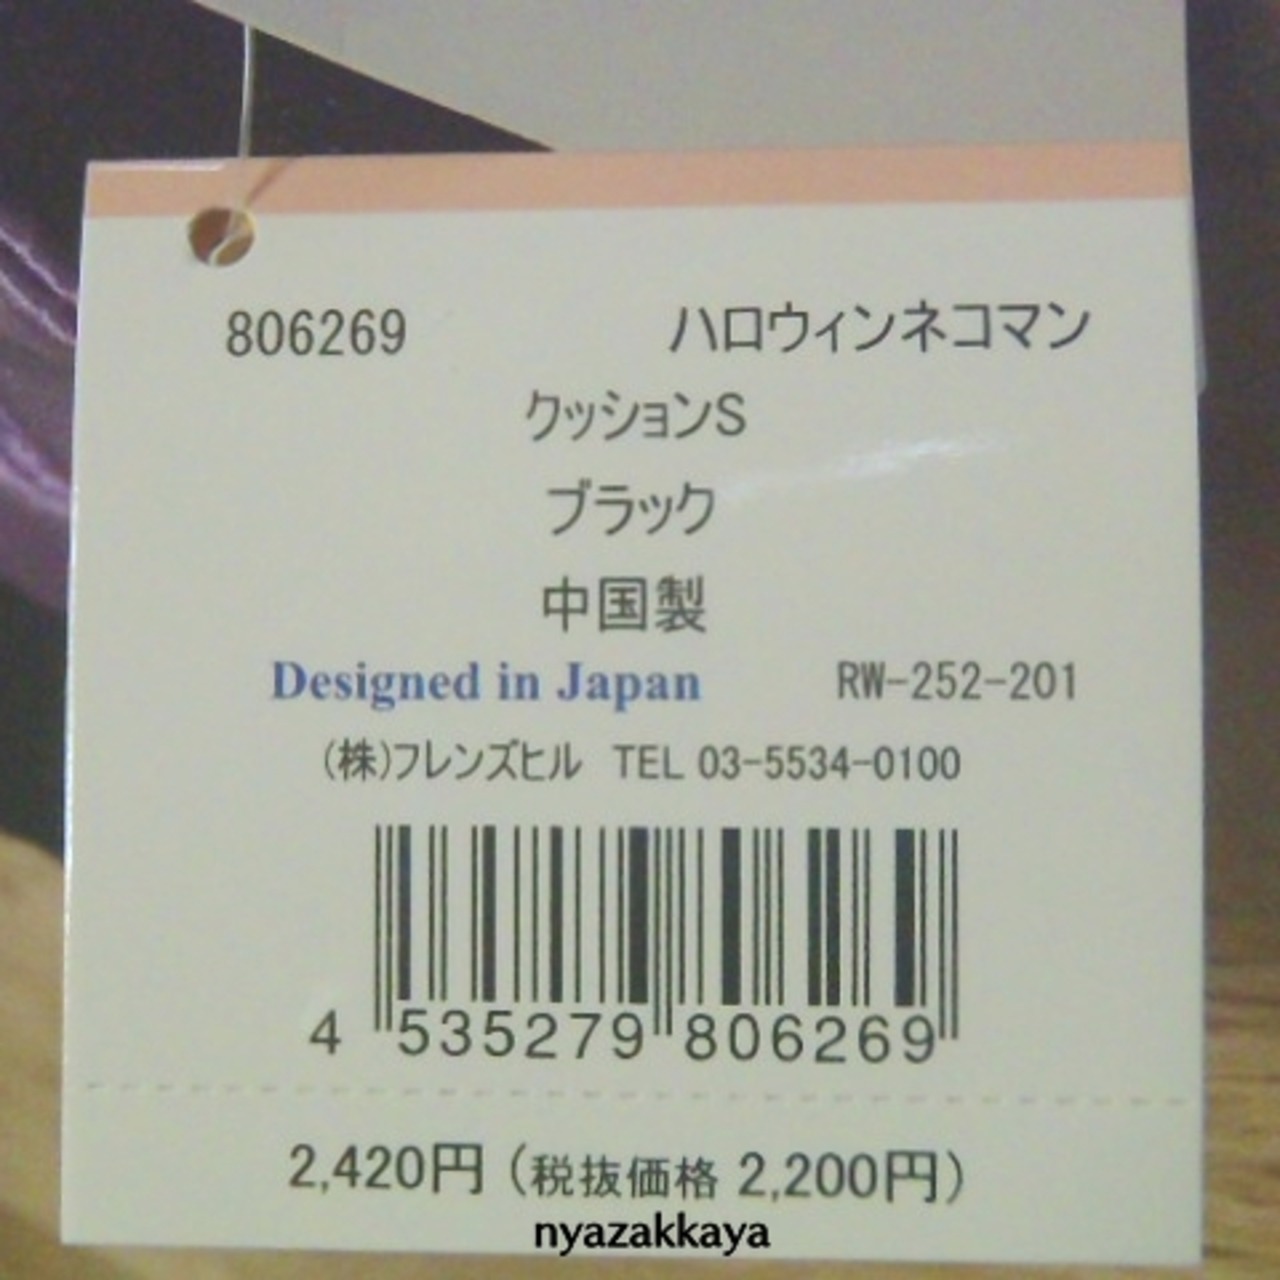 806269 ハロウィンネコマン
クッションS
ブラック
中国製
Designed in Japan RW-252-201
(株)フレンズヒル TEL 03-5534-0100
4 535279 806269
2,420円 (税抜価格 2,200円)
nyazakkaya